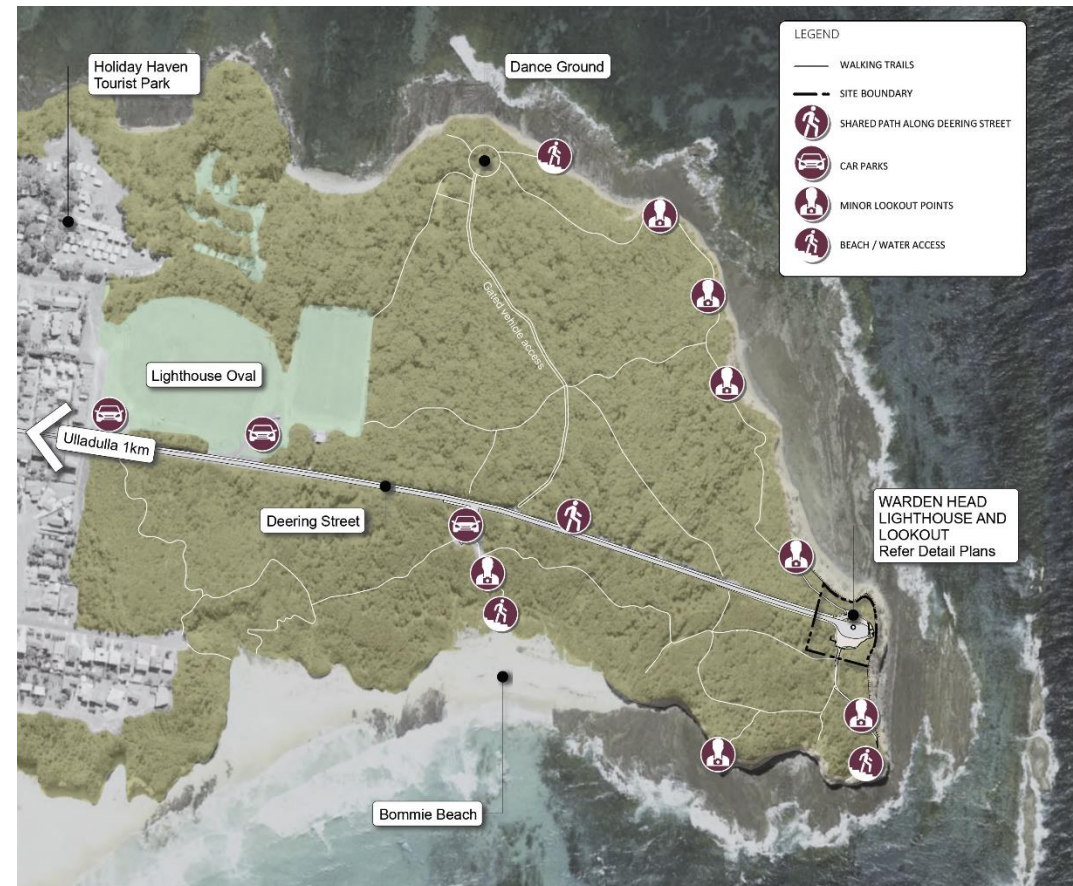 LEGEND
WALKING TRAILS
SITE BOUNDARY
SHARED PATH ALONG DEERING STREET
CAR PARKS
MINOR LOOKOUT POINTS
BEACH / WATER ACCESS
Holiday Haven
Tourist Park
Dance Ground
Gated vehicle access
Lighthouse Oval
Ulladulla 1km
Deering Street
WARDEN HEAD
LIGHTHOUSE AND
LOOKOUT
Refer Detail Plans
Bommie Beach